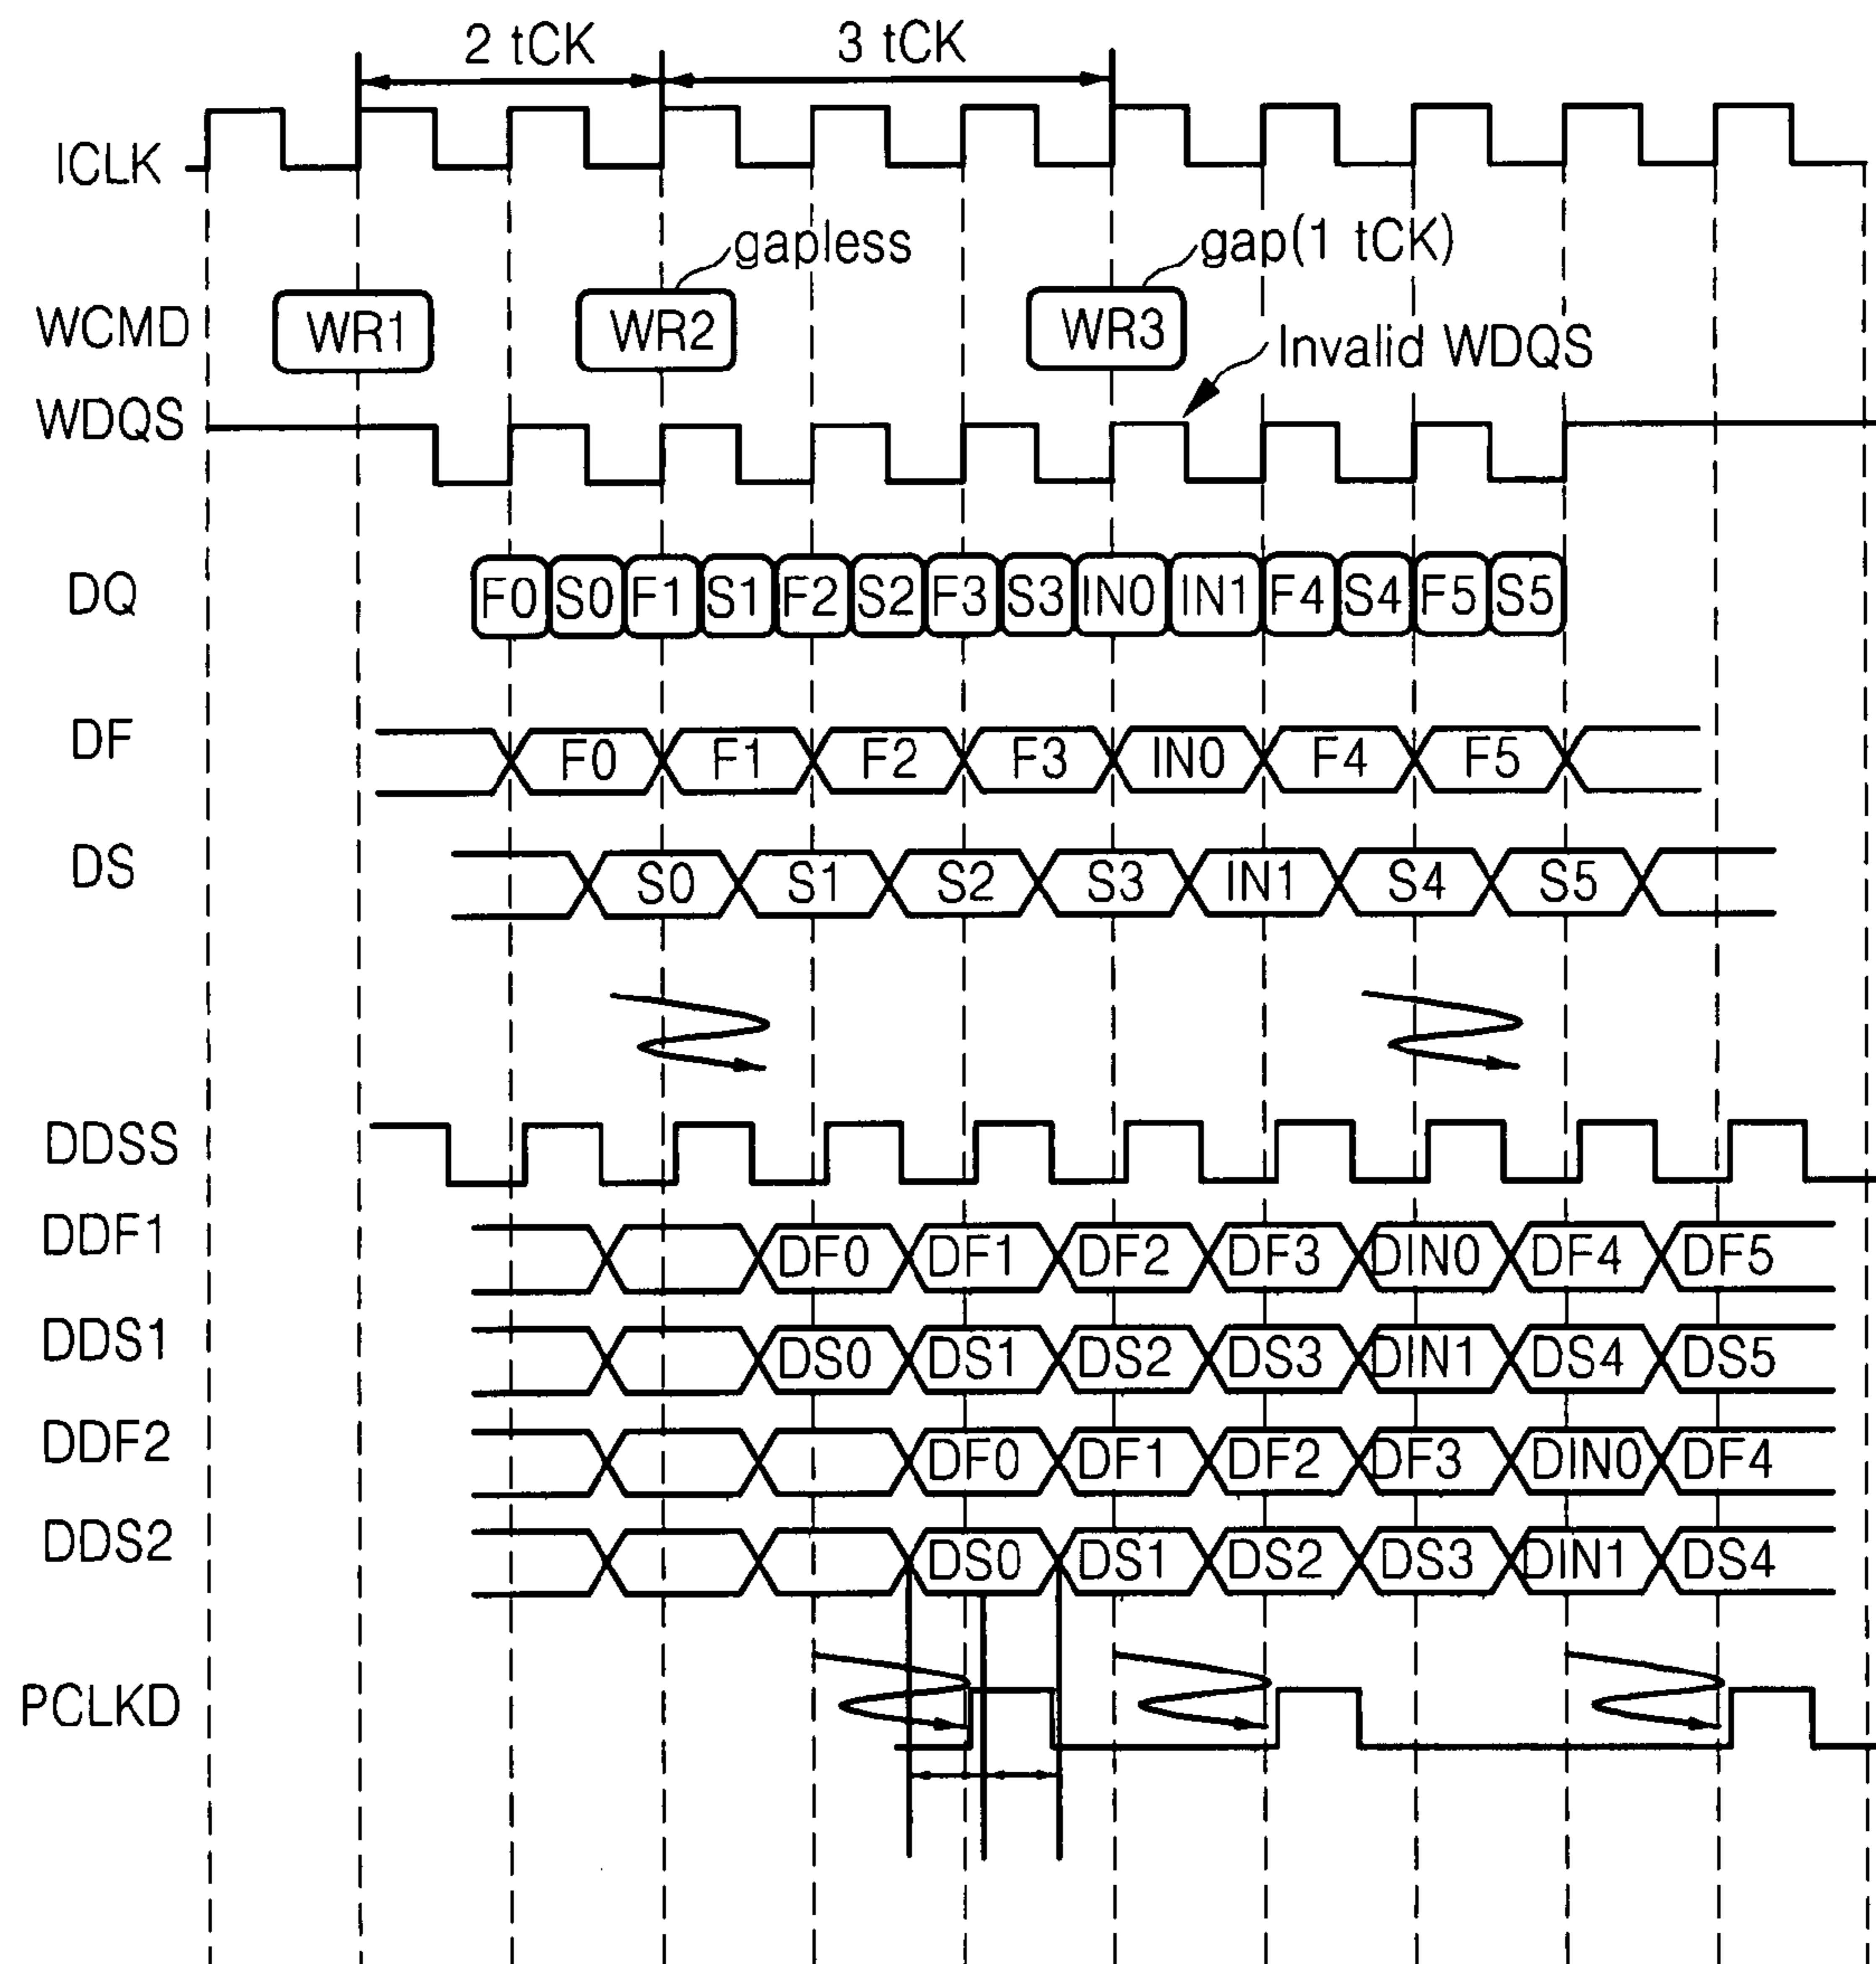 2 tCK 3 tCK
ICLK
gapless gap(1 tCK)
WCMD WR1 WR2 WR3
Invalid WDQS
WDQS
DQ F0 S0 F1 S1 F2 S2 F3 S3 IN0 IN1 F4 S4 F5 S5
DF F0 F1 F2 F3 IN0 F4 F5
DS S0 S1 S2 S3 IN1 S4 S5
DDSS
DDF1 DF0 DF1 DF2 DF3 DIN0 DF4 DF5
DDS1 DS0 DS1 DS2 DS3 DIN1 DS4 DS5
DDF2 DF0 DF1 DF2 DF3 DIN0 DF4
DDS2 DS0 DS1 DS2 DS3 DIN1 DS4
PCLKD